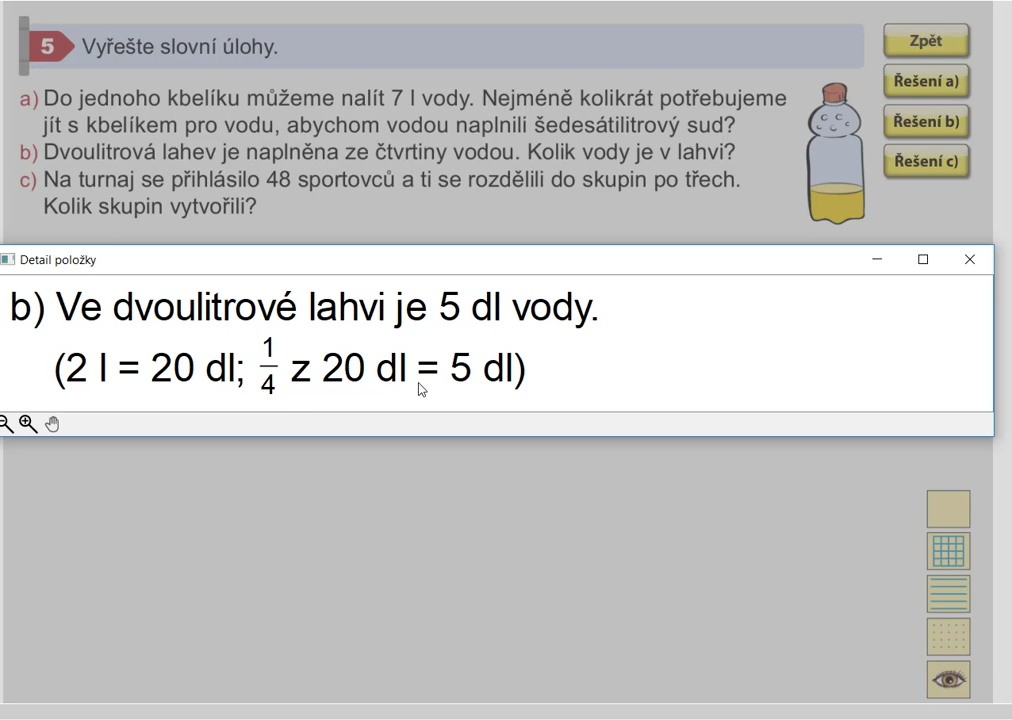 5 Vyřešte slovní úlohy.
Zpět
Řešení a)
Řešení b)
Řešení c)
a) Do jednoho kbelíku můžeme nalít 7 l vody. Nejméně kolikrát potřebujeme
jít s kbelíkem pro vodu, abychom vodou naplnili šedesátilitrový sud?
b) Dvoulitrová lahev je naplněna ze čtvrtiny vodou. Kolik vody je v lahvi?
c) Na turnaj se přihlásilo 48 sportovců a ti se rozdělili do skupin po třech.
Kolik skupin vytvořili?
Detail položky
b) Ve dvoulitrové lahvi je 5 dl vody.
(2 l = 20 dl; 1/4 z 20 dl = 5 dl)